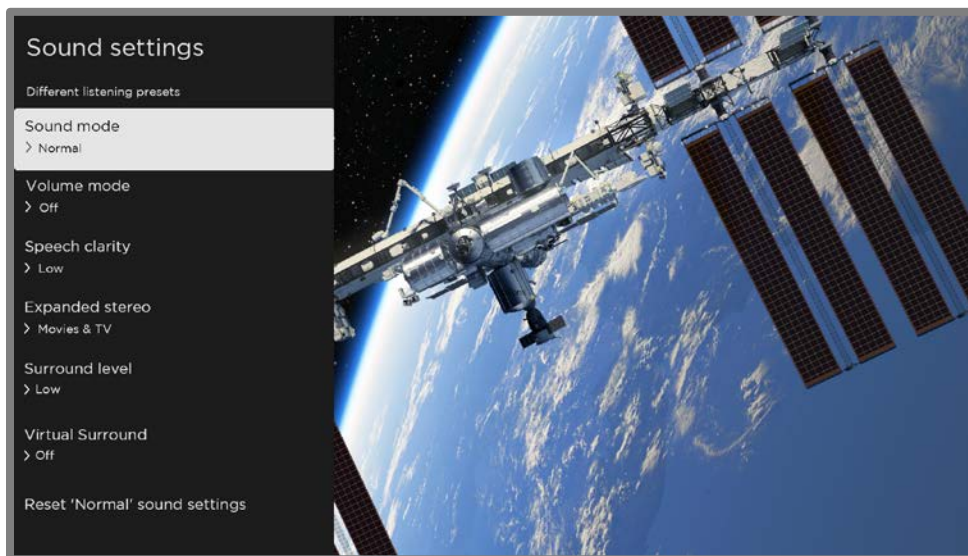 Sound settings
Different listening presets
Sound mode
> Normal
Volume mode
> Off
Speech clarity
> Low
Expanded stereo
> Movies & TV
Surround level
> Low
Virtual Surround
> Off
Reset 'Normal' sound settings